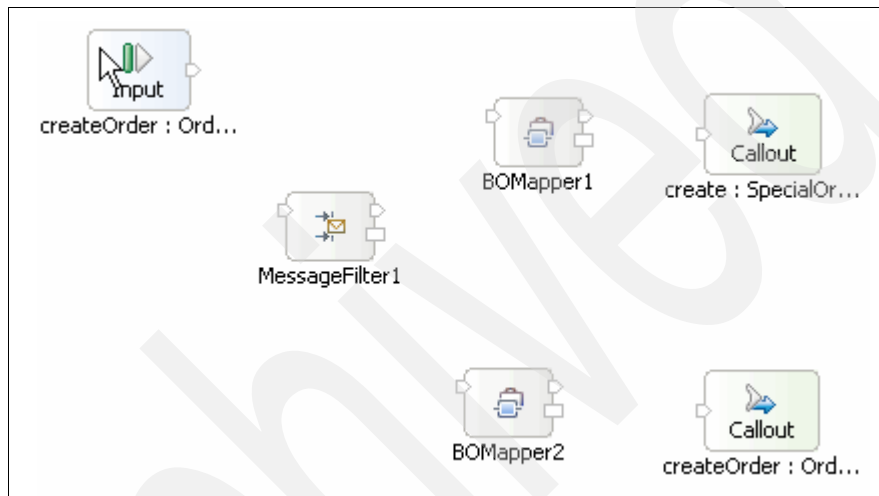 Input
createOrder : Ord...
BOMapper1
Callout
create : SpecialOr...
MessageFilter1
BOMapper2
Callout
createOrder : Ord...